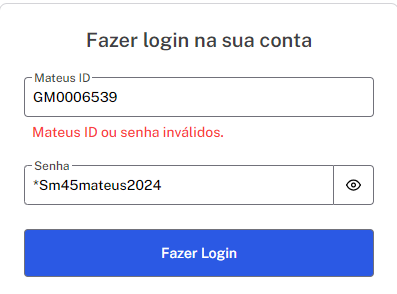 Fazer login na sua conta
Mateus ID
GM0006539
Mateus ID ou senha inválidos.
Senha
*Sm45mateus2024
Fazer Login